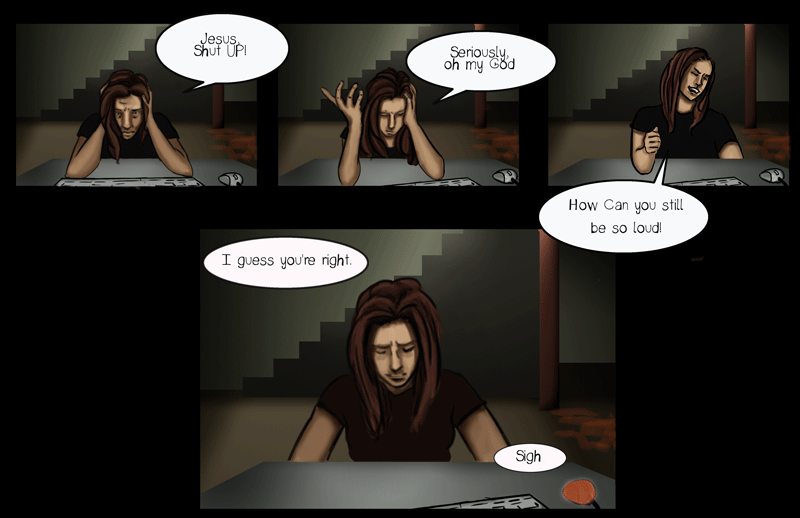 Jesus,
Shut UP!
Seriously,
oh my God
How Can you still
be so loud!
I guess you're right.
Sigh